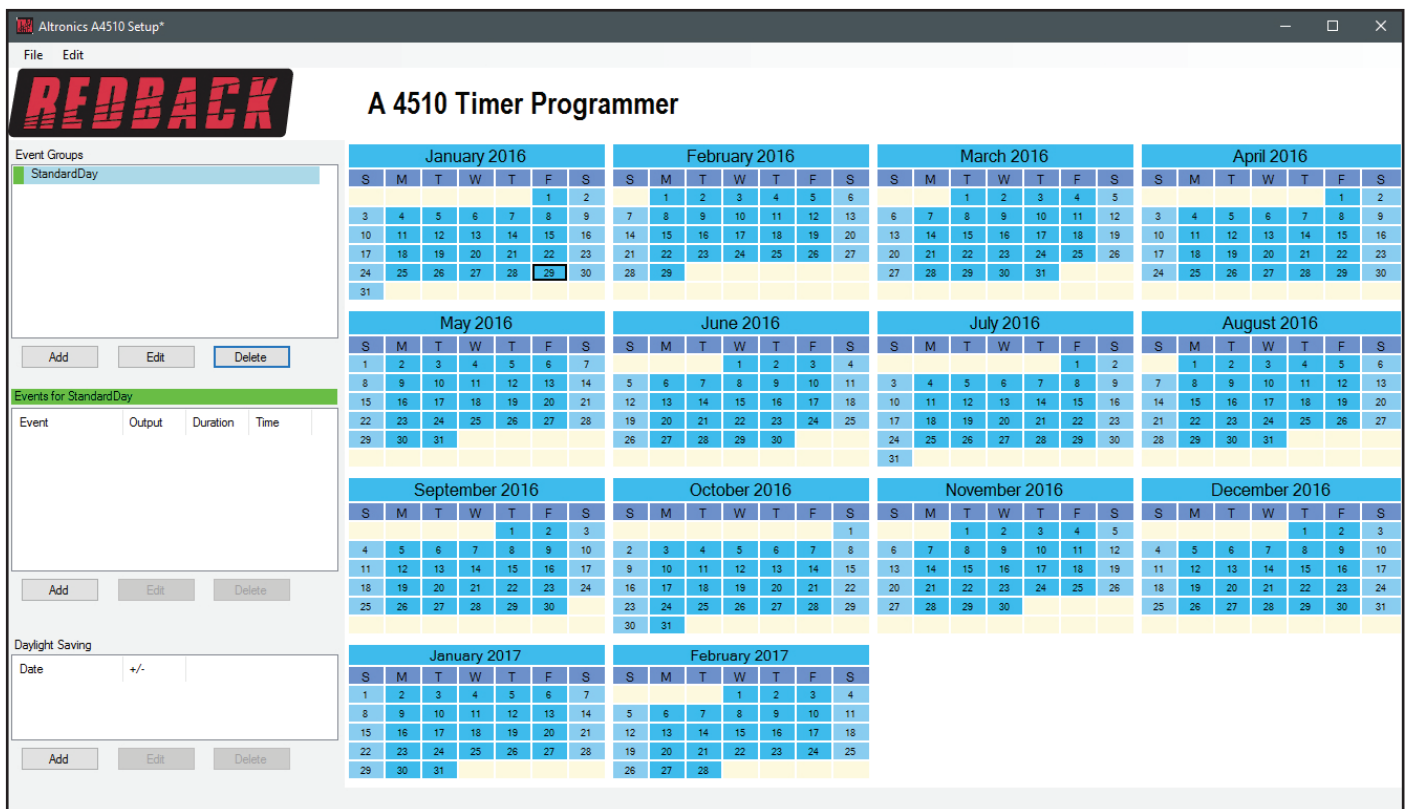 Altronics A4510 Setup*
File Edit
REDBACK
A 4510 Timer Programmer
Event Groups
StandardDay
Add Edit Delete
Events for StandardDay
Event Output Duration Time
Add Edit Delete
Daylight Saving
Date +/-
Add Edit Delete
January 2016
S M T W T F S
1 2
3 4 5 6 7 8 9
10 11 12 13 14 15 16
17 18 19 20 21 22 23
24 25 26 27 28 29 30
31
February 2016
S M T W T F S
1 2 3 4 5 6
7 8 9 10 11 12 13
14 15 16 17 18 19 20
21 22 23 24 25 26 27
28 29
March 2016
S M T W T F S
1 2 3 4 5
6 7 8 9 10 11 12
13 14 15 16 17 18 19
20 21 22 23 24 25 26
27 28 29 30 31
April 2016
S M T W T F S
1 2
3 4 5 6 7 8 9
10 11 12 13 14 15 16
17 18 19 20 21 22 23
24 25 26 27 28 29 30
May 2016
S M T W T F S
1 2 3 4 5 6 7
8 9 10 11 12 13 14
15 16 17 18 19 20 21
22 23 24 25 26 27 28
29 30 31
June 2016
S M T W T F S
1 2 3 4
5 6 7 8 9 10 11
12 13 14 15 16 17 18
19 20 21 22 23 24 25
26 27 28 29 30
July 2016
S M T W T F S
1 2
3 4 5 6 7 8 9
10 11 12 13 14 15 16
17 18 19 20 21 22 23
24 25 26 27 28 29 30
31
August 2016
S M T W T F S
1 2 3 4 5 6
7 8 9 10 11 12 13
14 15 16 17 18 19 20
21 22 23 24 25 26 27
28 29 30 31
September 2016
S M T W T F S
1 2 3
4 5 6 7 8 9 10
11 12 13 14 15 16 17
18 19 20 21 22 23 24
25 26 27 28 29 30
October 2016
S M T W T F S
1
2 3 4 5 6 7 8
9 10 11 12 13 14 15
16 17 18 19 20 21 22
23 24 25 26 27 28 29
30 31
November 2016
S M T W T F S
1 2 3 4 5
6 7 8 9 10 11 12
13 14 15 16 17 18 19
20 21 22 23 24 25 26
27 28 29 30
December 2016
S M T W T F S
1 2 3
4 5 6 7 8 9 10
11 12 13 14 15 16 17
18 19 20 21 22 23 24
25 26 27 28 29 30 31
January 2017
S M T W T F S
1 2 3 4 5 6 7
8 9 10 11 12 13 14
15 16 17 18 19 20 21
22 23 24 25 26 27 28
29 30 31
February 2017
S M T W T F S
1 2 3 4
5 6 7 8 9 10 11
12 13 14 15 16 17 18
19 20 21 22 23 24 25
26 27 28